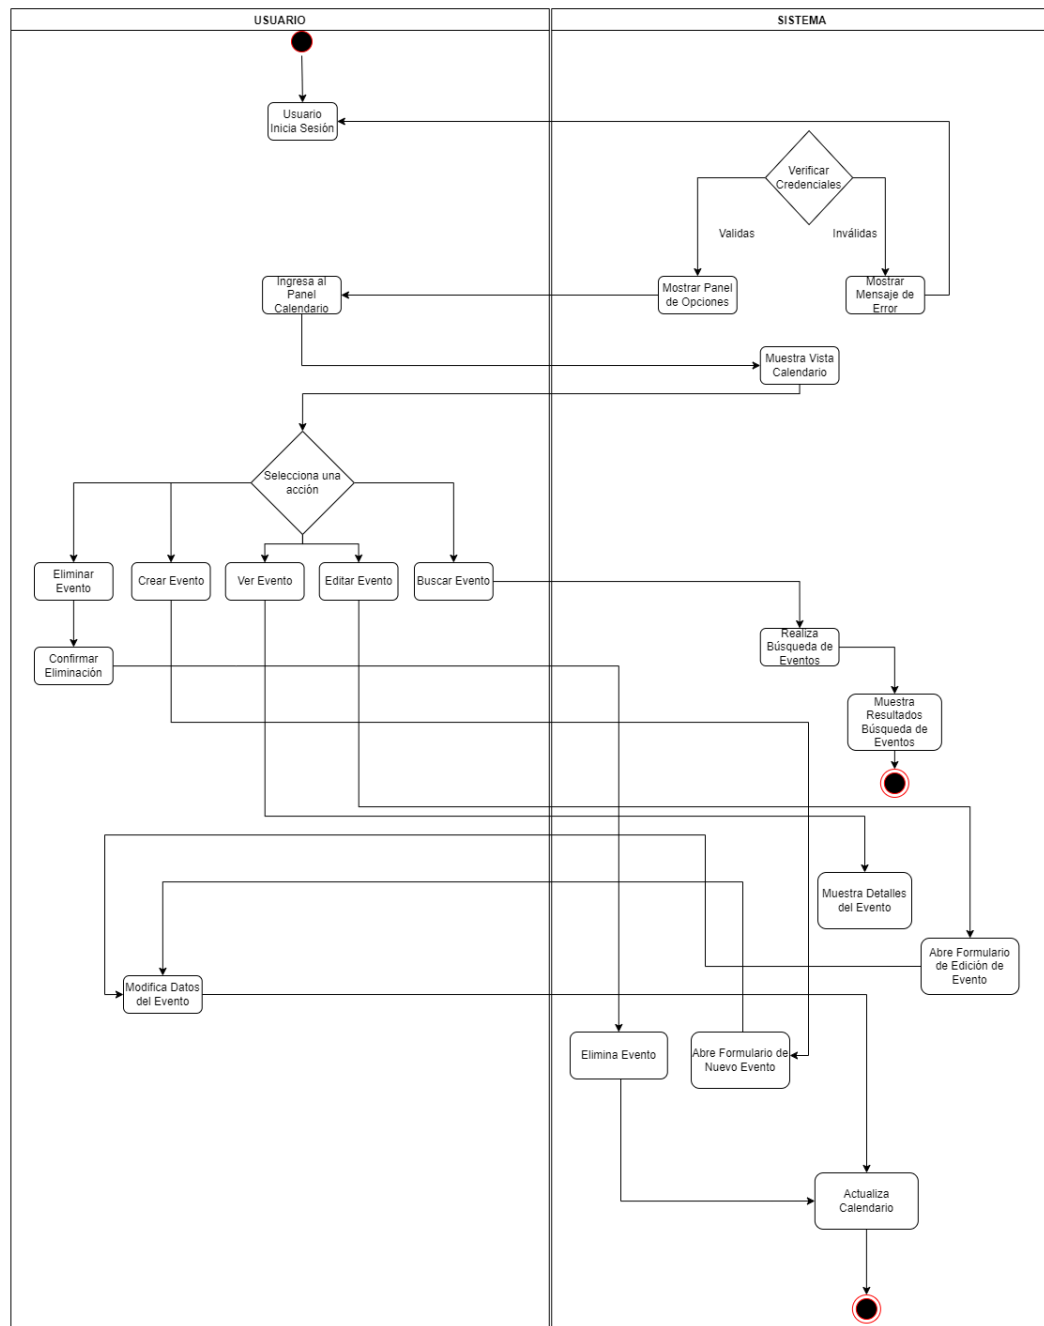 USUARIO
SISTEMA
Usuario
Inicia Sesión
Verificar
Credenciales
Validas
Inválidas
Ingresa al
Panel
Calendario
Mostrar Panel
de Opciones
Mostrar
Mensaje de
Error
Muestra Vista
Calendario
Selecciona una
acción
Eliminar
Evento
Crear Evento
Ver Evento
Editar Evento
Buscar Evento
Confirmar
Eliminación
Realiza
Búsqueda de
Eventos
Muestra
Resultados
Búsqueda de
Eventos
Muestra Detalles
del Evento
Abre Formulario
de Edición de
Evento
Modifica Datos
del Evento
Elimina Evento
Abre Formulario de
Nuevo Evento
Actualiza
Calendario